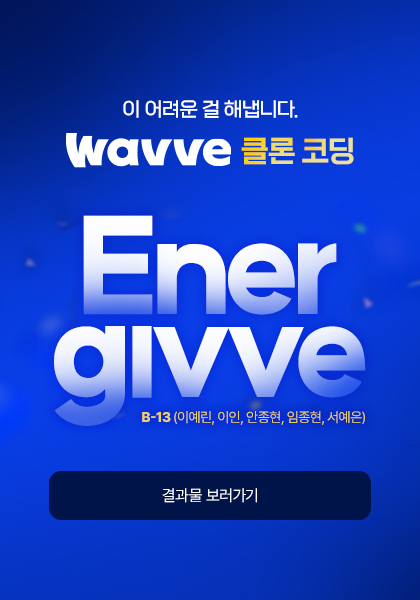 이 어려운 걸 해냅니다.
wavve 클론 코딩
Ener
givve
B-13 (이예린, 이인, 안종현, 임종현, 서예은)
결과물 보러가기